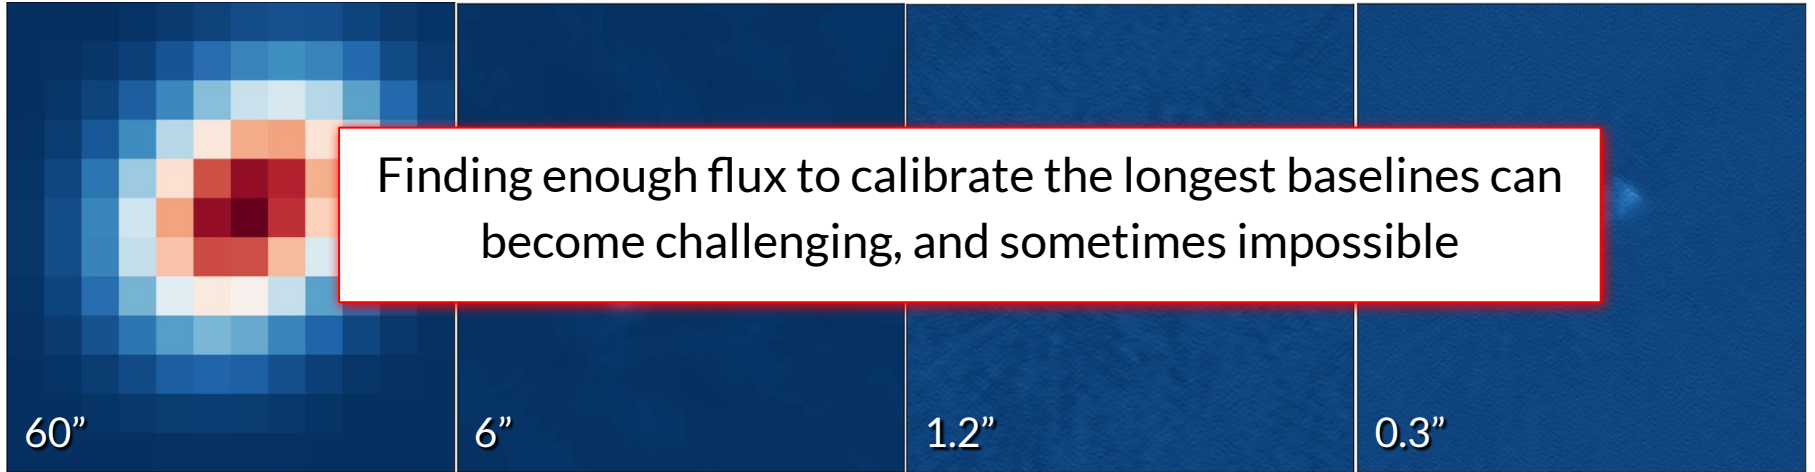 Finding enough flux to calibrate the longest baselines can
become challenging, and sometimes impossible
60”
6”
1.2”
0.3”